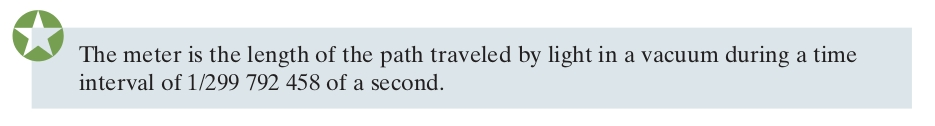 The meter is the length of the path traveled by light in a vacuum during a time
interval of 1/299 792 458 of a second.